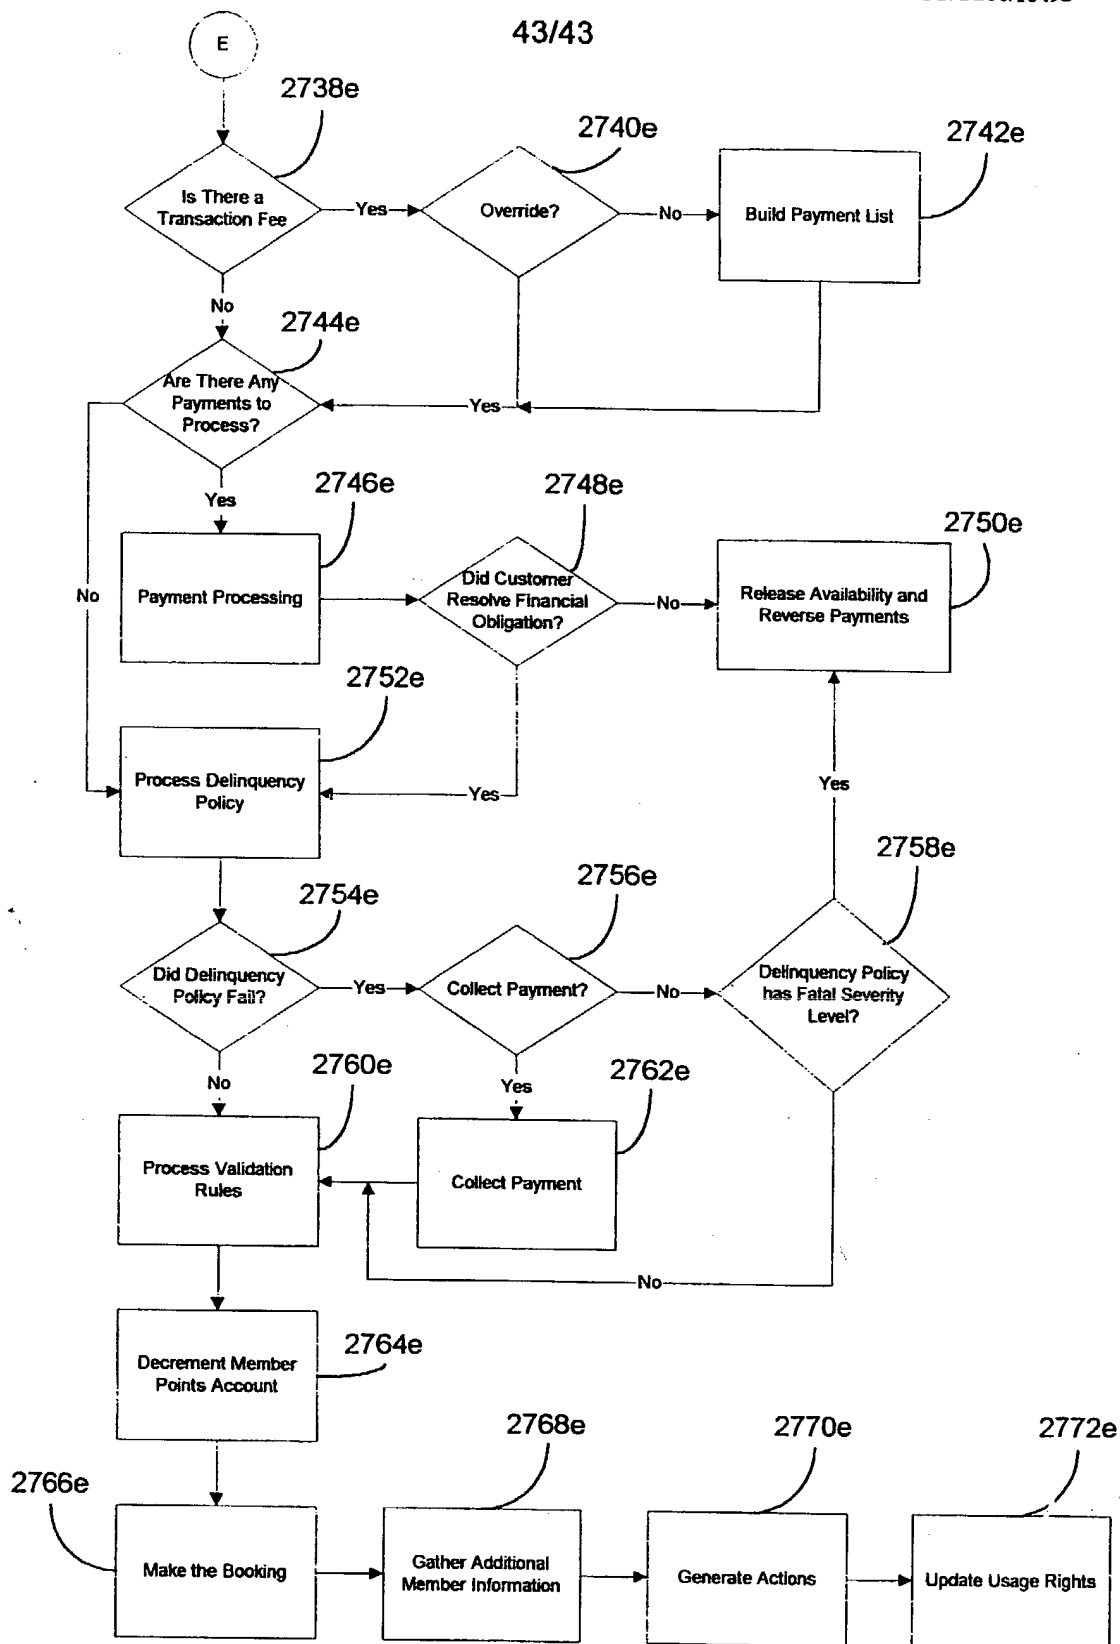 43/43
E
2738e
2740e
2742e
Is There a
Transaction Fee
Yes
Override?
No
Build Payment List
No
2744e
Are There Any
Payments to
Process?
Yes
Yes
2746e
2748e
2750e
No
Payment Processing
Did Customer
Resolve Financial
Obligation?
No
Release Availability and
Reverse Payments
2752e
Process Delinquency
Policy
Yes
Yes
2754e
2756e
2758e
Did Delinquency
Policy Fail?
Yes
Collect Payment?
No
Delinquency Policy
has Fatal Severity
Level?
No
2760e
Yes
2762e
Process Validation
Rules
Collect Payment
No
Decrement Member
Points Account
2764e
2766e
2768e
2770e
2772e
Make the Booking
Gather Additional
Member Information
Generate Actions
Update Usage Rights